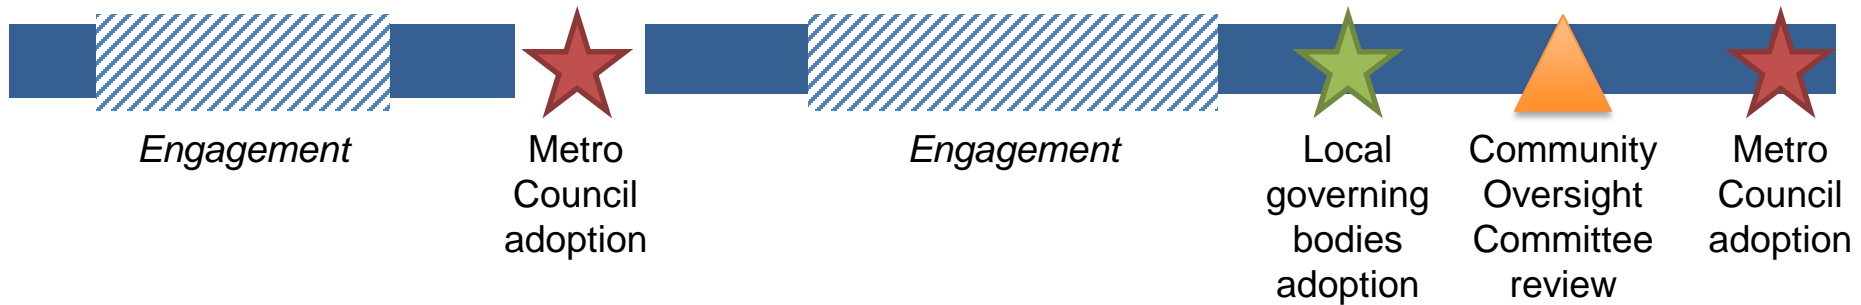 Engagement
Metro
Council
adoption
Engagement
Local
governing
bodies
adoption
Community
Oversight
Committee
review
Metro
Council
adoption